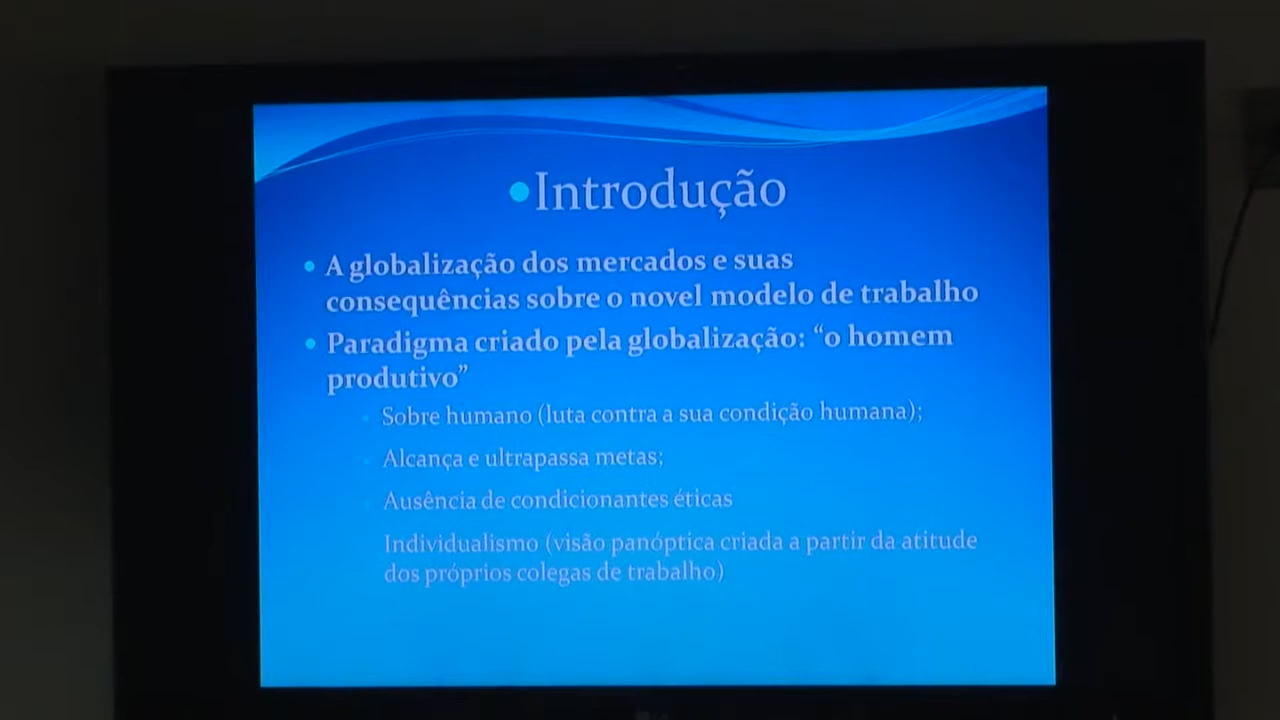 •Introdução
• A globalização dos mercados e suas
consequências sobre o novel modelo de trabalho
• Paradigma criado pela globalização: “o homem
produtivo”
Sobre humano (luta contra a sua condição humana);
Alcança e ultrapassa metas;
Ausência de condicionantes éticas
Individualismo (visão panóptica criada a partir da atitude
dos próprios colegas de trabalho)